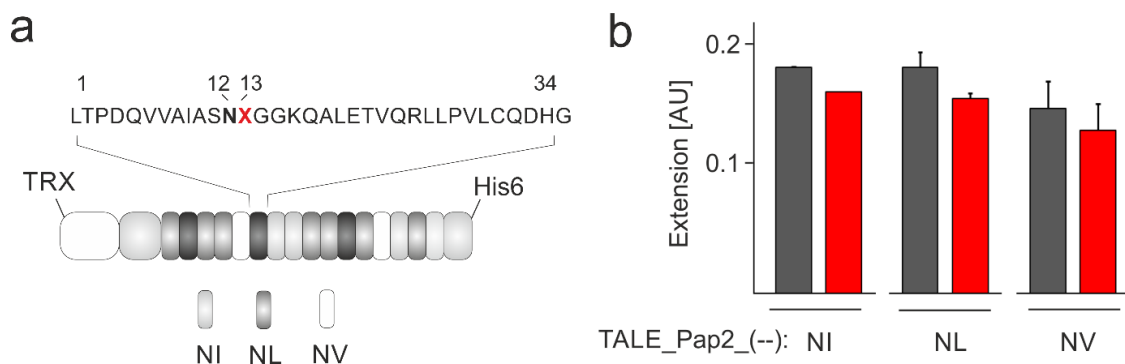 a
1 12 13 34
LTPDQVVAIASNXGGKQALETVQRLLPVLCQDHG
TRX His6
NI NL NV
b
0.2
0.1
Extension [AU]
TALE_Pap2_(--): NI NL NV